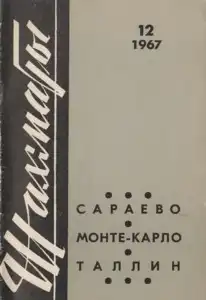 Шахматы
12
1967
САРАЕВО
МОНТЕ-КАРЛО
ТАЛЛИН